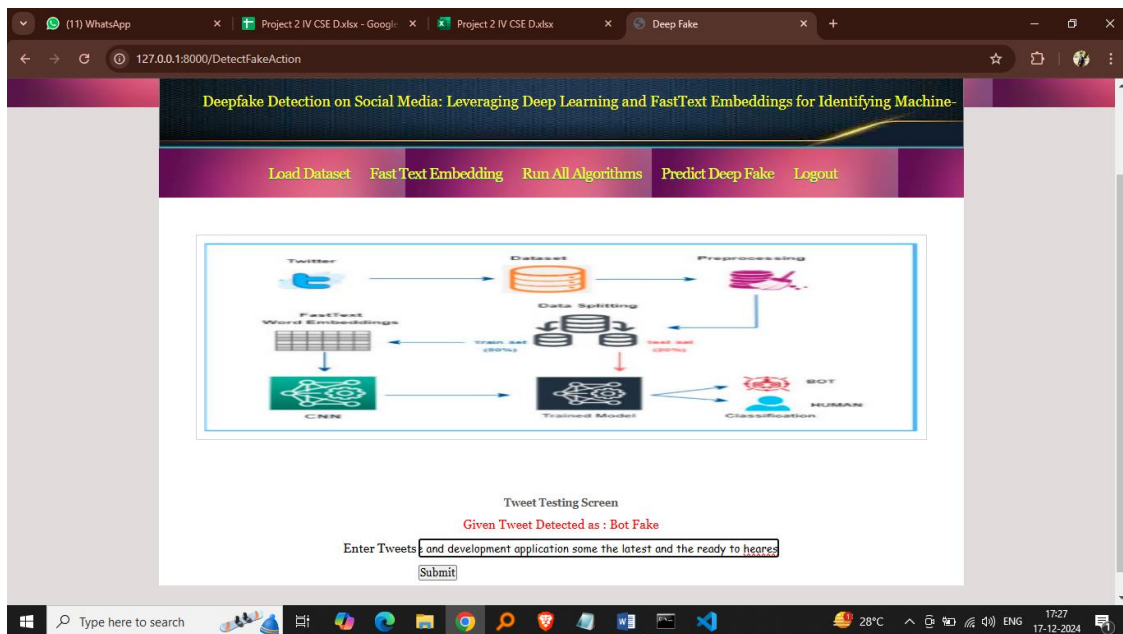 (11) WhatsApp
Project 2 IV CSE D.xlsx - Google
Project 2 IV CSE D.xlsx
Deep Fake
127.0.0.1:8000/DetectFakeAction
Deepfake Detection on Social Media: Leveraging Deep Learning and FastText Embeddings for Identifying Machine-
Load Dataset Fast Text Embedding Run All Algorithms Predict Deep Fake Logout
Twitter Dataset Preprocessing
Data Splitting
FastText
Word Embeddings
train set
(80%)
test set
(20%)
BOT
HUMAN
CNN Trained Model Classification
Tweet Testing Screen
Given Tweet Detected as : Bot Fake
Enter Tweets and development application some the latest and the ready to heares
Submit
Type here to search
28°C
ENG
17:27
17-12-2024